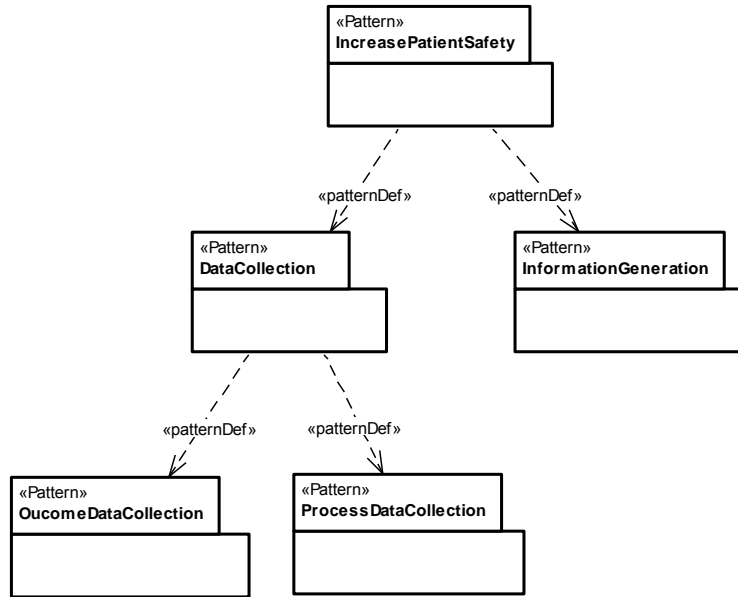 «Pattern»
IncreasePatientSafety
«patternDef»
«patternDef»
«Pattern»
DataCollection
«Pattern»
InformationGeneration
«patternDef»
«patternDef»
«Pattern»
OucomeDataCollection
«Pattern»
ProcessDataCollection